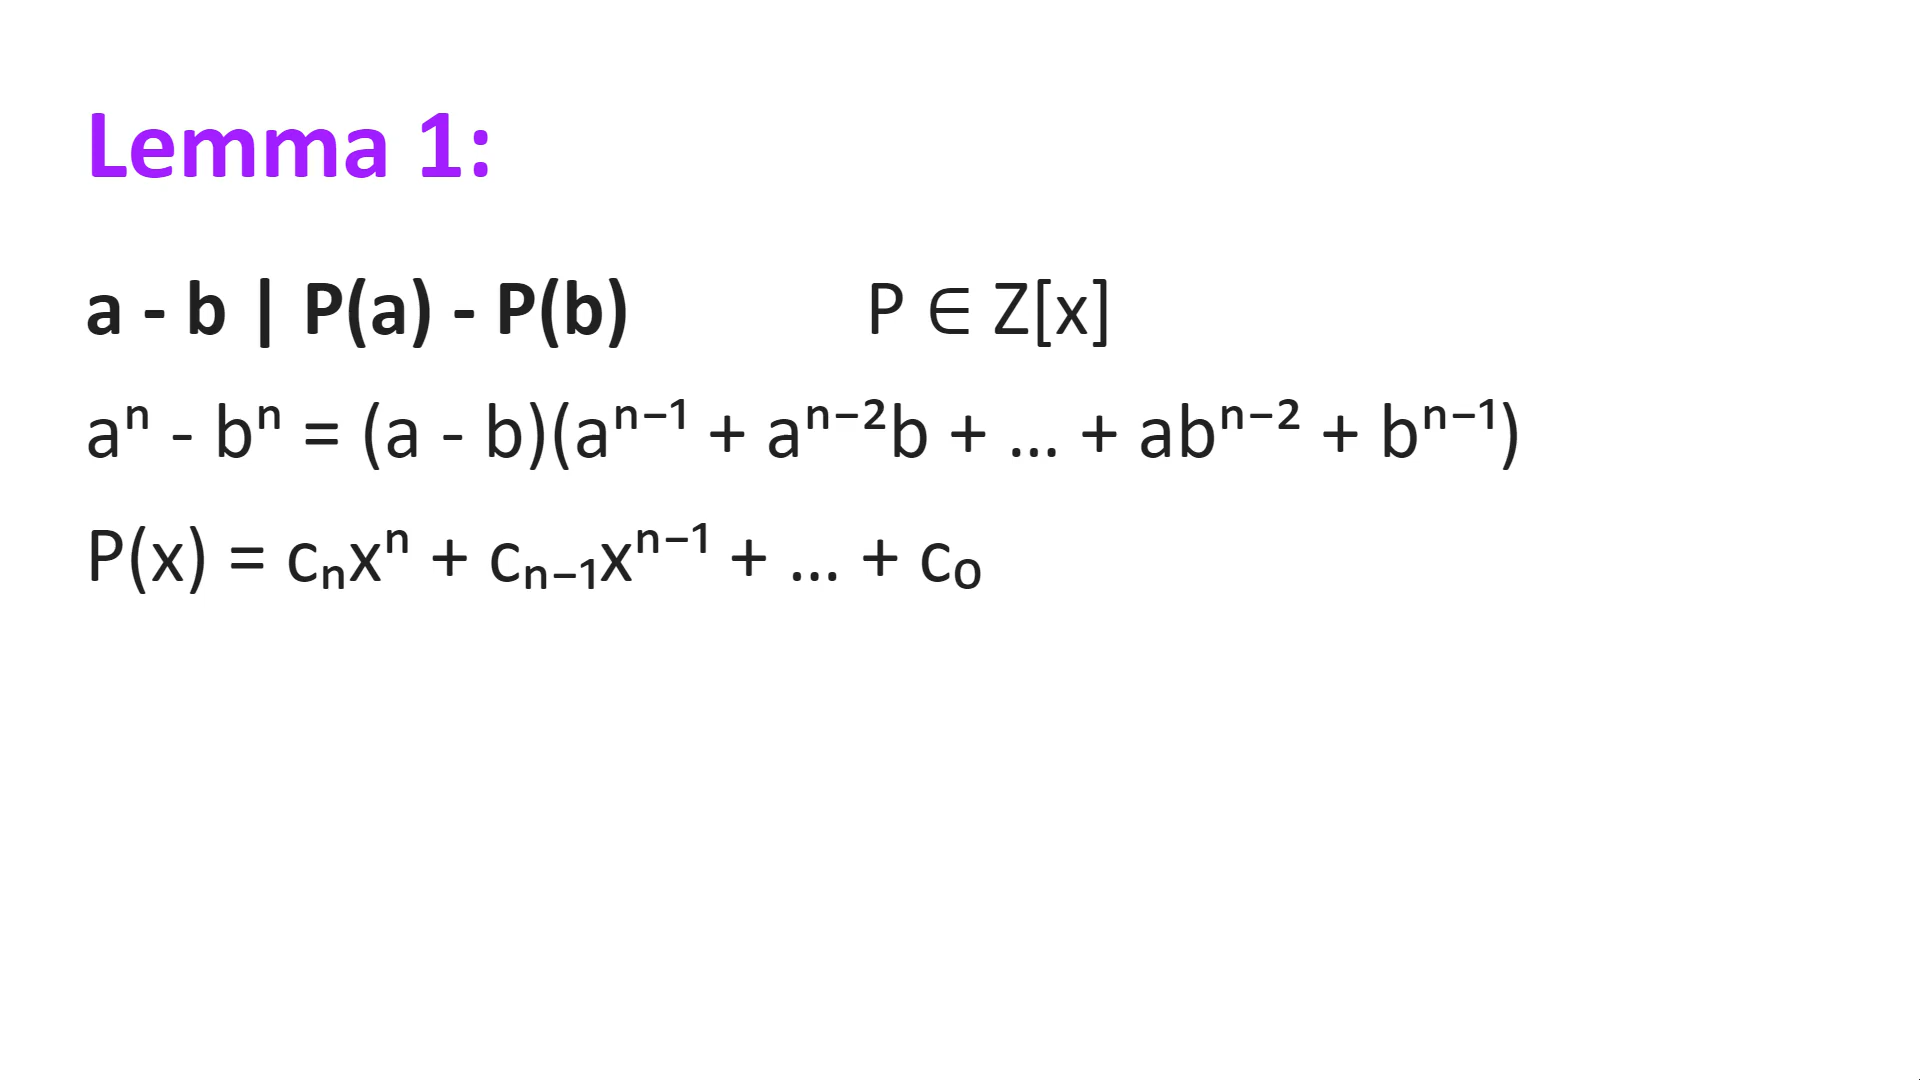 Lemma 1:
a - b | P(a) - P(b) P ∈ Z[x]
aⁿ - bⁿ = (a - b)(aⁿ⁻¹ + aⁿ⁻²b + ... + abⁿ⁻² + bⁿ⁻¹)
P(x) = cₙxⁿ + cₙ₋₁xⁿ⁻¹ + ... + c₀